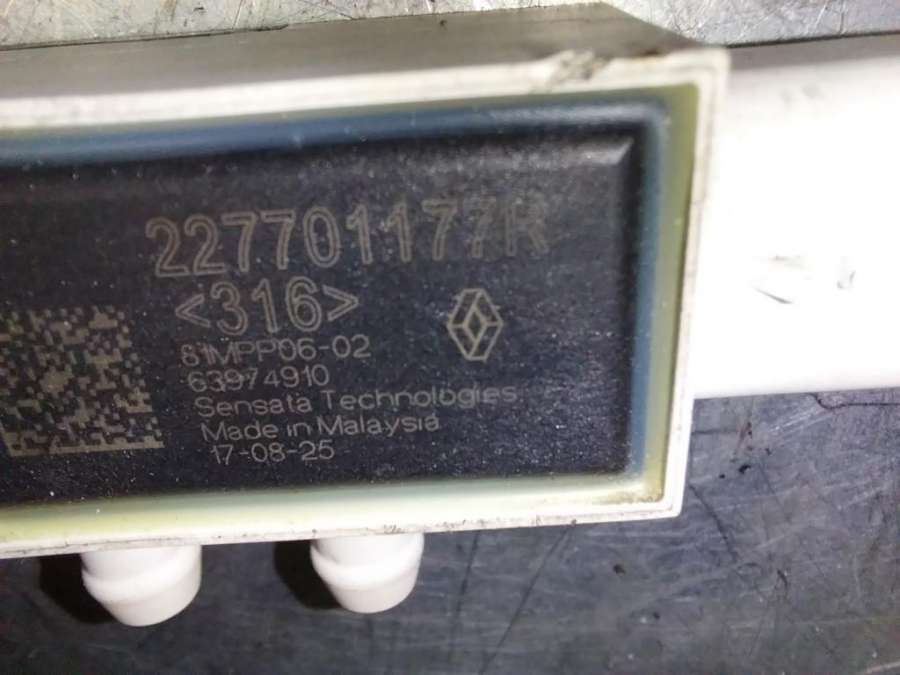 227701177R
<316>
81MPP06-02
63974910
Sensata Technologies
Made in Malaysia
17-08-25